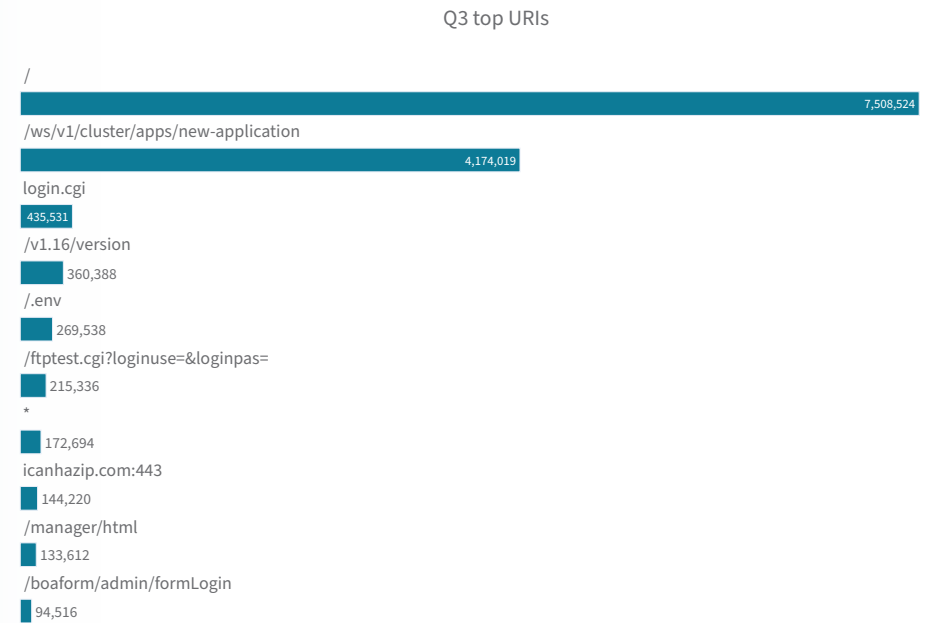 Q3 top URIs
/
7,508,524
/ws/v1/cluster/apps/new-application
4,174,019
login.cgi
435,531
/v1.16/version
360,388
/.env
269,538
/ftptest.cgi?loginuse=&loginpas=
215,336
*
172,694
icanhazip.com:443
144,220
/manager/html
133,612
/boaform/admin/formLogin
94,516